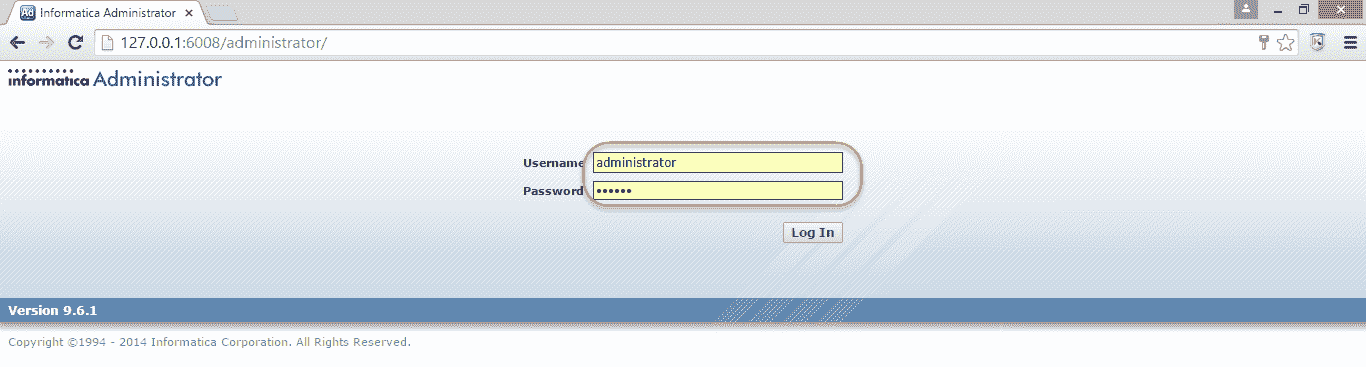 Informatica Administrator
127.0.0.1:6008/administrator/
informatica Administrator
Username administrator
Password ••••••
Log In
Version 9.6.1
Copyright ©1994 - 2014 Informatica Corporation. All Rights Reserved.